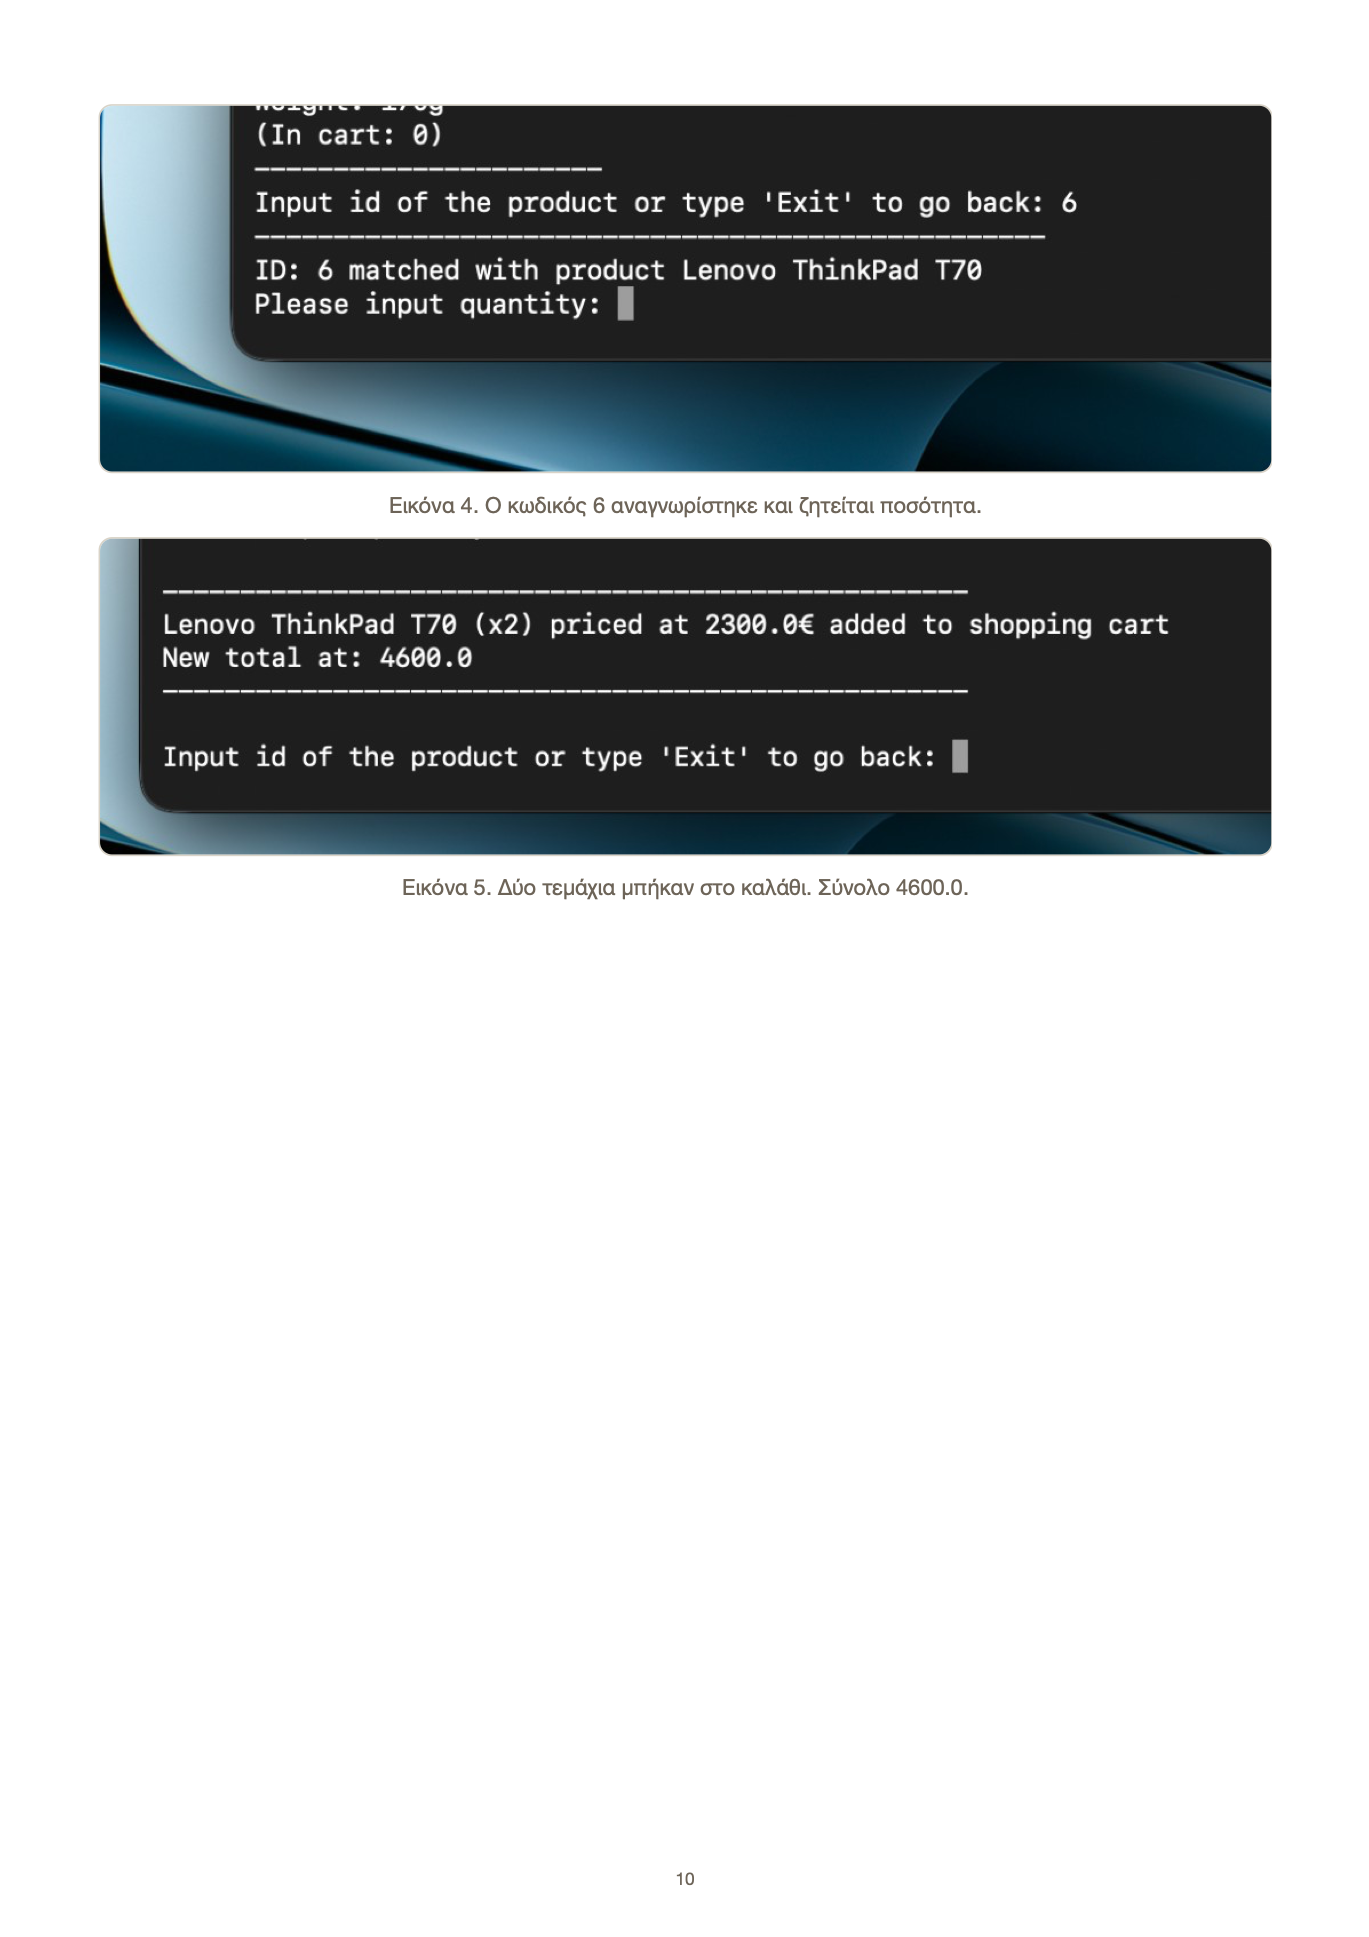 (In cart: 0)
----------------------
Input id of the product or type 'Exit' to go back: 6
--------------------------------------------------
ID: 6 matched with product Lenovo ThinkPad T70
Please input quantity:
Εικόνα 4. Ο κωδικός 6 αναγνωρίστηκε και ζητείται ποσότητα.
----------------------------------------------------
Lenovo ThinkPad T70 (x2) priced at 2300.0€ added to shopping cart
New total at: 4600.0
----------------------------------------------------
Input id of the product or type 'Exit' to go back:
Εικόνα 5. Δύο τεμάχια μπήκαν στο καλάθι. Σύνολο 4600.0.
10